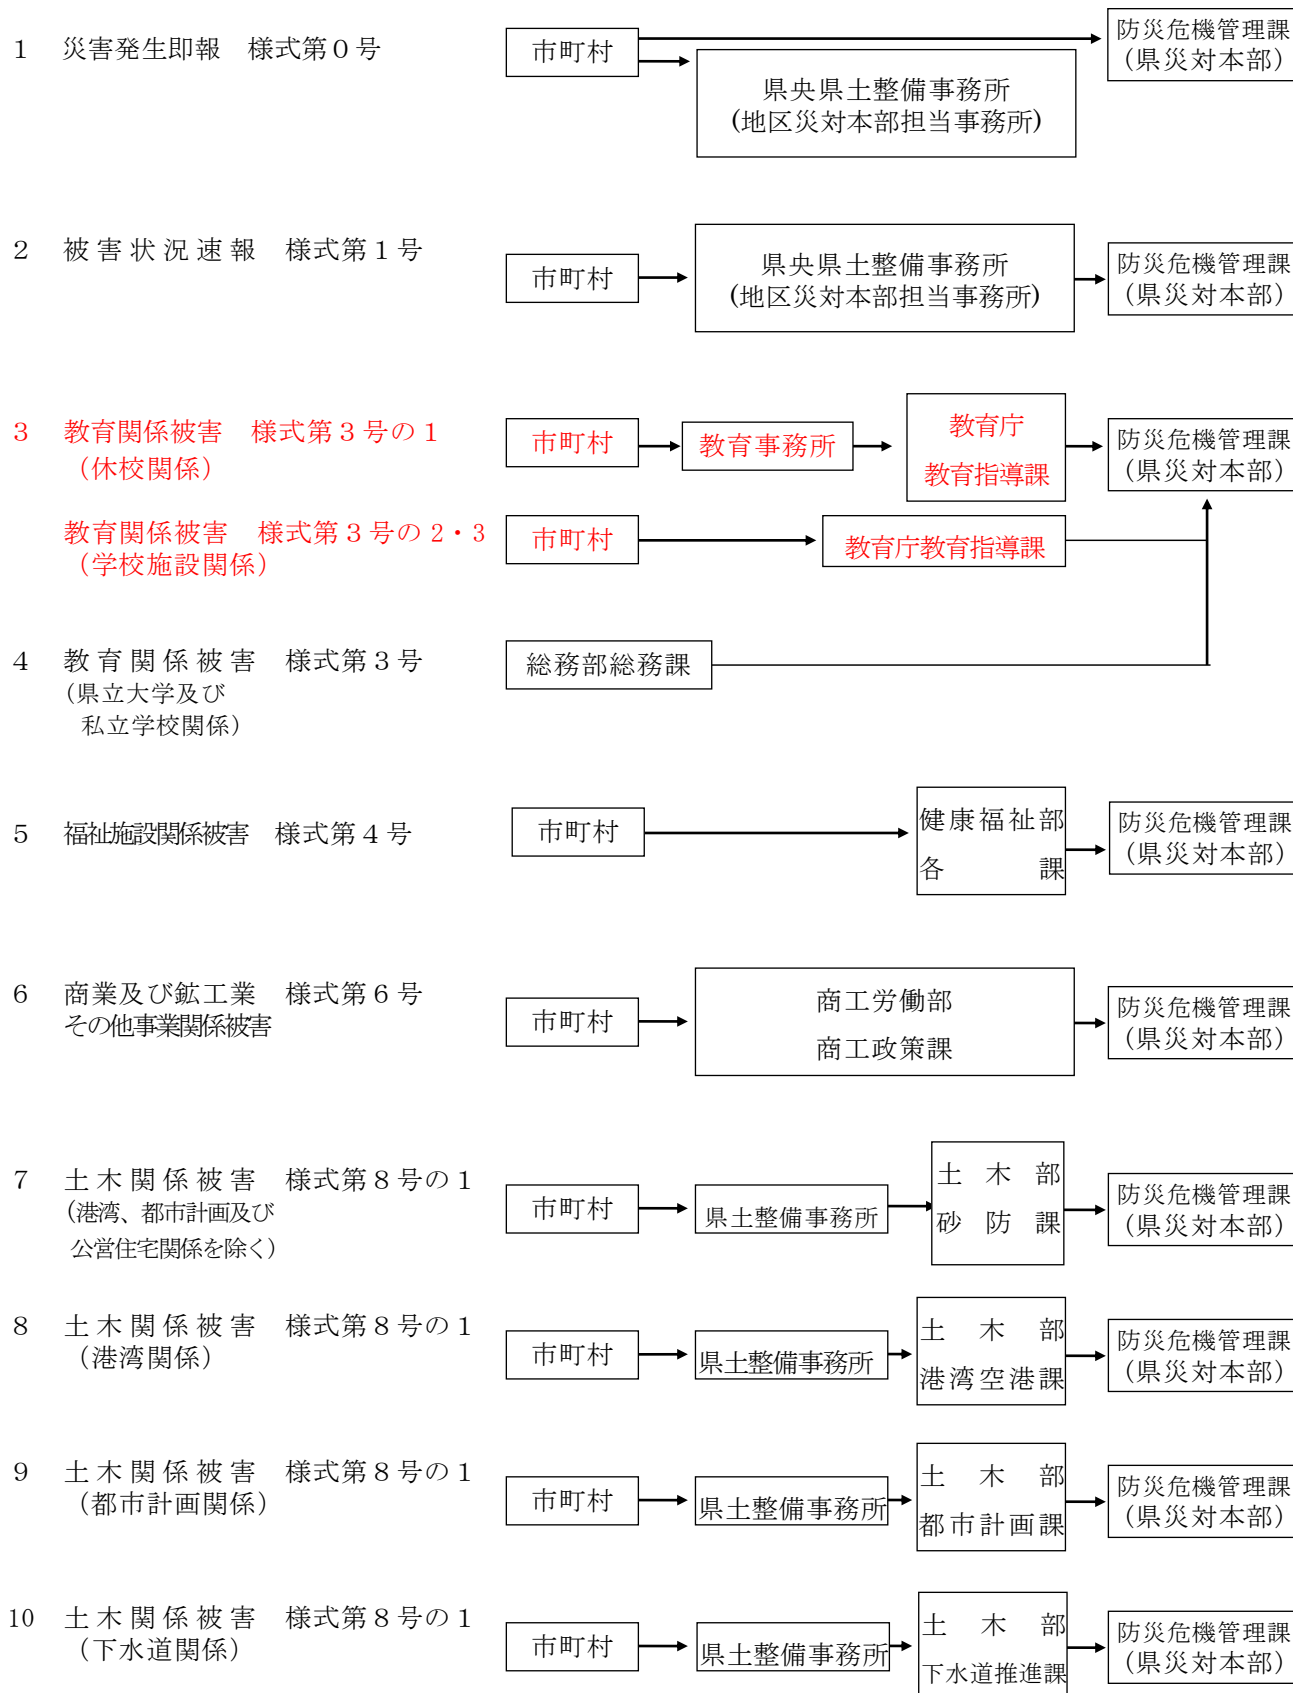 1 災害発生即報 様式第0号
市町村
防災危機管理課
(県災対本部)
県央県土整備事務所
(地区災対本部担当事務所)
2 被害状況速報 様式第1号
市町村
県央県土整備事務所
(地区災対本部担当事務所)
防災危機管理課
(県災対本部)
3 教育関係被害 様式第3号の1
(休校関係)
市町村
教育事務所
教育庁
教育指導課
防災危機管理課
(県災対本部)
教育関係被害 様式第3号の2・3
(学校施設関係)
市町村
教育庁教育指導課
4 教育関係被害 様式第3号
(県立大学及び
私立学校関係)
総務部総務課
5 福祉施設関係被害 様式第4号
市町村
健康福祉部
各課
防災危機管理課
(県災対本部)
6 商業及び鉱工業 様式第6号
その他事業関係被害
市町村
商工労働部
商工政策課
防災危機管理課
(県災対本部)
7 土木関係被害 様式第8号の1
(港湾、都市計画及び
公営住宅関係を除く)
市町村
県土整備事務所
土木部
砂防課
防災危機管理課
(県災対本部)
8 土木関係被害 様式第8号の1
(港湾関係)
市町村
県土整備事務所
土木部
港湾空港課
防災危機管理課
(県災対本部)
9 土木関係被害 様式第8号の1
(都市計画関係)
市町村
県土整備事務所
土木部
都市計画課
防災危機管理課
(県災対本部)
10 土木関係被害 様式第8号の1
(下水道関係)
市町村
県土整備事務所
土木部
下水道推進課
防災危機管理課
(県災対本部)